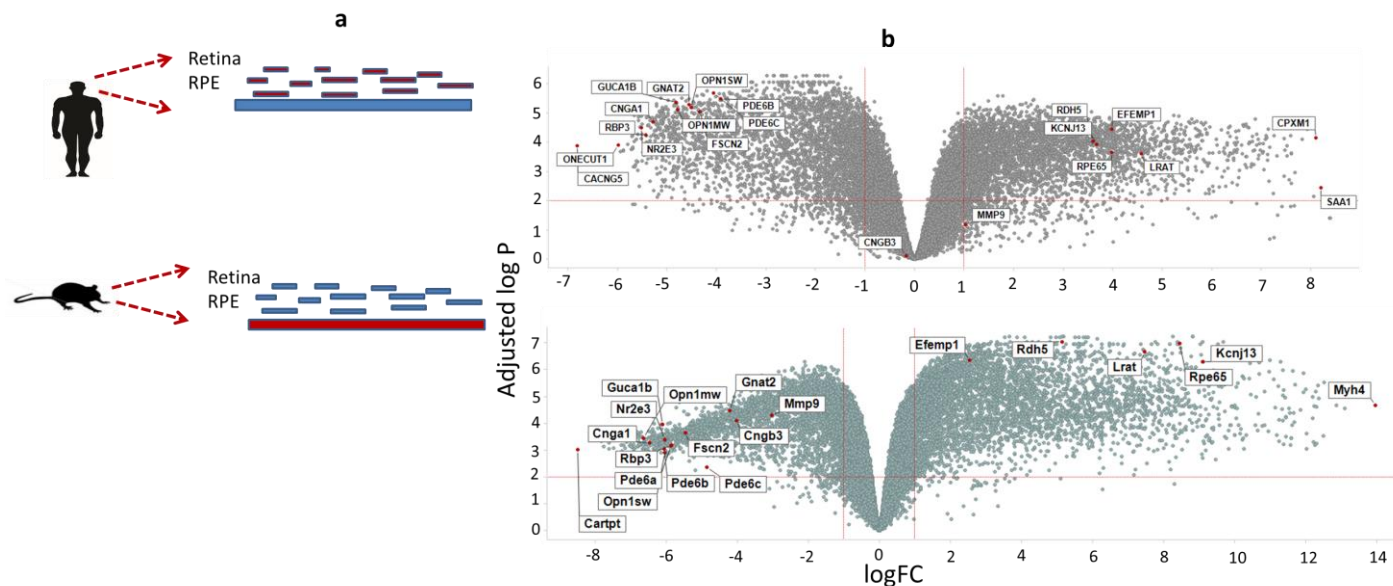 a
Retina
RPE
Retina
RPE
b
Adjusted log P
6
5
4
3
2
1
0
GUCA1B
GNAT2
OPN1SW
CNGA1
PDE6B
RBP3
OPN1MW
PDE6C
ONECUT1
NR2E3
FSCN2
CACNG5
RDH5
EFEMP1
KCNJ13
CPXM1
RPE65
LRAT
SAA1
MMP9
CNGB3
-7 -6 -5 -4 -3 -2 -1 0 1 2 3 4 5 6 7 8
7
6
5
4
3
2
1
0
Efemp1
Rdh5
Lrat
Kcnj13
Rpe65
Myh4
Guca1b
Opn1mw
Gnat2
Nr2e3
Mmp9
Cnga1
Cngb3
Rbp3
Fscn2
Pde6a
Pde6b
Pde6c
Opn1sw
Cartpt
-8 -6 -4 -2 0 2 4 6 8 10 12 14
logFC